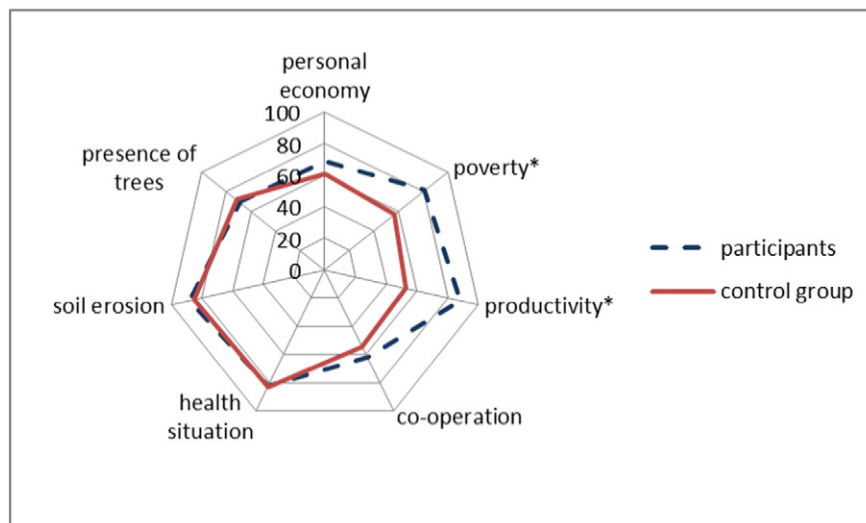 personal
economy
100
80
60
40
20
0
presence of
trees
poverty*
soil erosion
productivity*
health
situation
co-operation
participants
control group